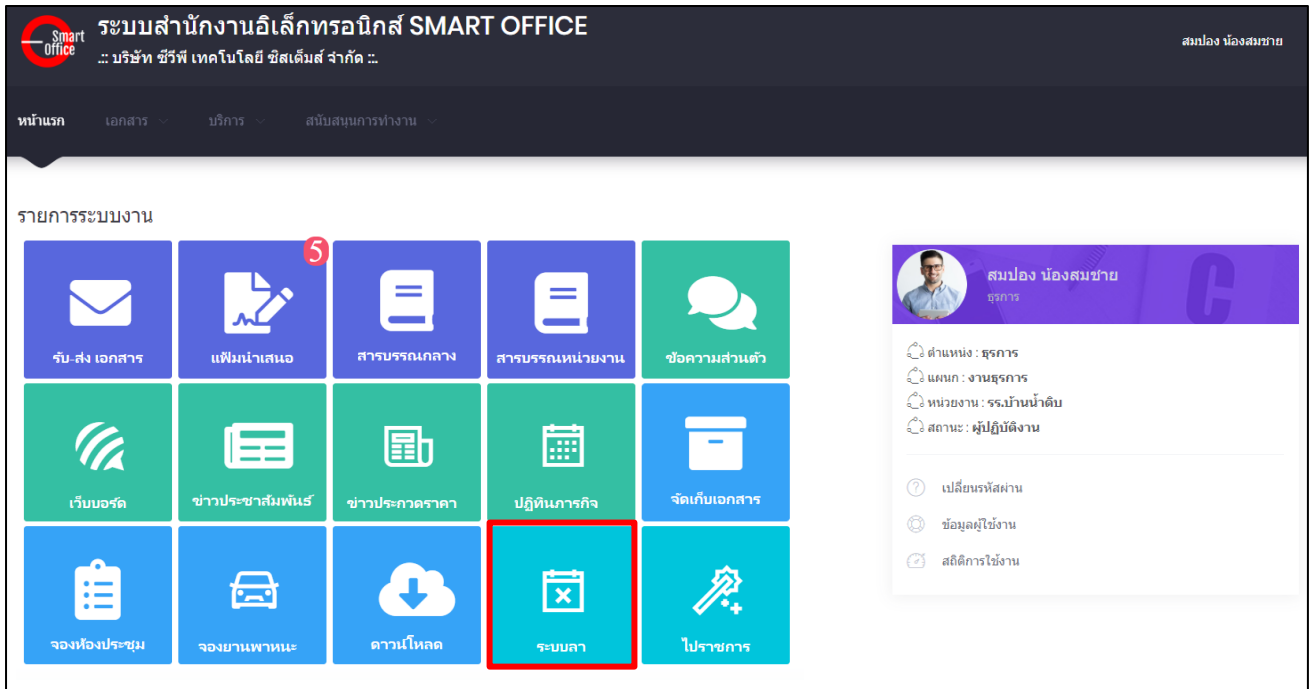 Smart
Office
ระบบสำนักงานอิเล็กทรอนิกส์ SMART OFFICE
.:: บริษัท ซีวีพี เทคโนโลยี ซิสเต็มส์ จำกัด ::.
สมปอง น้องสมชาย
หน้าแรก เอกสาร บริการ สนับสนุนการทำงาน
รายการระบบงาน
5
รับ-ส่ง เอกสาร แฟ้มนำเสนอ สารบรรณกลาง สารบรรณหน่วยงาน ข้อความส่วนตัว
เว็บบอร์ด ข่าวประชาสัมพันธ์ ข่าวประกวดราคา ปฏิทินภารกิจ จัดเก็บเอกสาร
จองห้องประชุม จองยานพาหนะ ดาวน์โหลด ระบบลา ไปราชการ
สมปอง น้องสมชาย
ธุรการ
C
ตำแหน่ง : ธุรการ
แผนก : งานธุรการ
หน่วยงาน : รร.บ้านน้ำดิบ
สถานะ : ผู้ปฏิบัติงาน
เปลี่ยนรหัสผ่าน
ข้อมูลผู้ใช้งาน
สถิติการใช้งาน